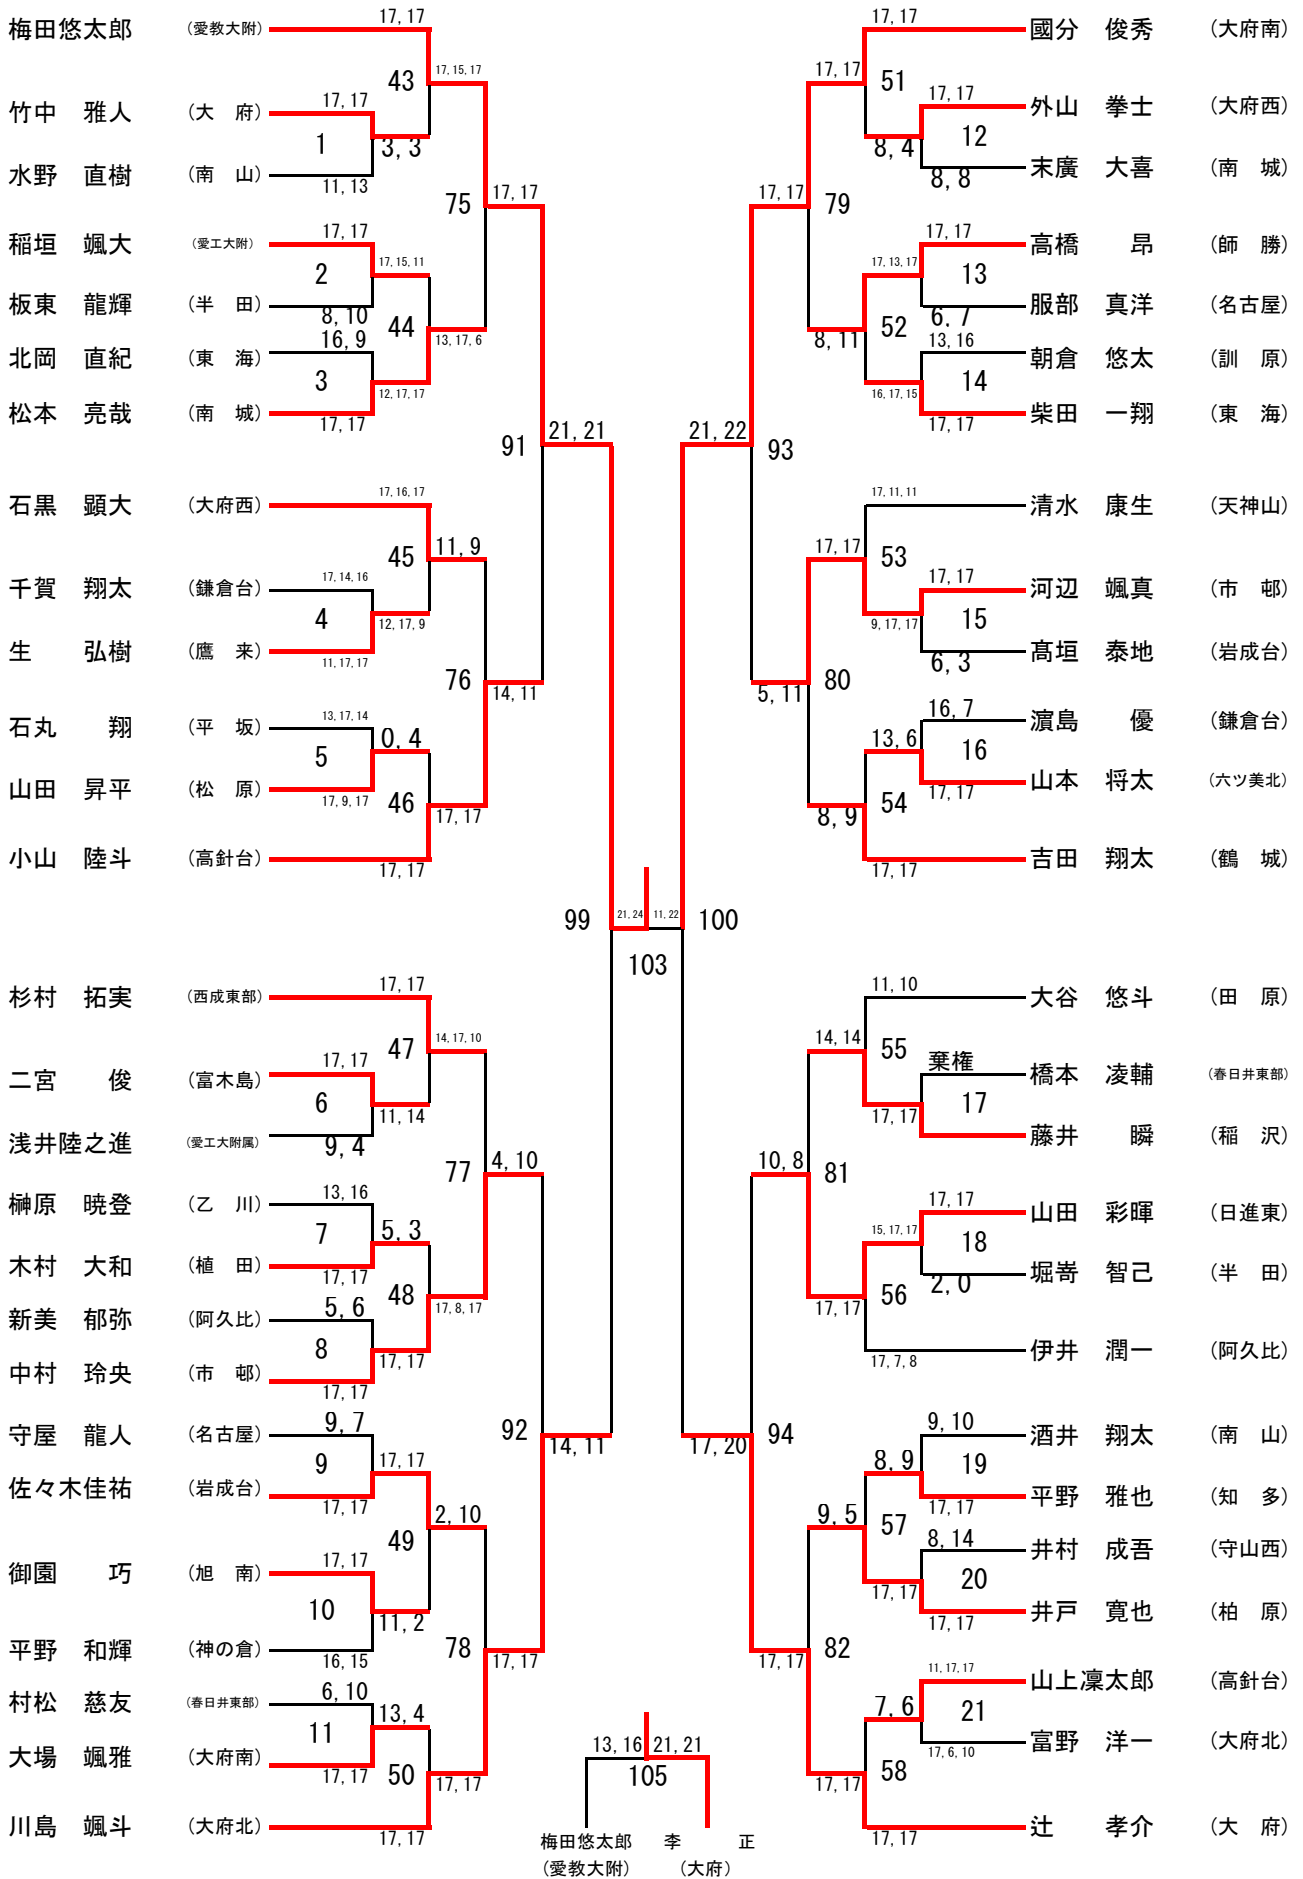 17, 17
梅田悠太郎 (愛教大附)
43
17, 15, 17
17, 17
竹中 雅人 (大 府)
1
3, 3
水野 直樹 (南 山)
11, 13
75
17, 17
17, 17
稲垣 颯大 (愛工大附)
2
17, 15, 11
板東 龍輝 (半 田)
8, 10
44
13, 17, 6
16, 9
北岡 直紀 (東 海)
3
12, 17, 17
松本 亮哉 (南 城)
17, 17
91
21, 21
17, 16, 17
石黒 顕大 (大府西)
45
11, 9
17, 14, 16
千賀 翔太 (鎌倉台)
4
12, 17, 9
生 弘樹 (鷹 来)
11, 17, 17
76
14, 11
13, 17, 14
石丸 翔 (平 坂)
5
0, 4
山田 昇平 (松 原)
17, 9, 17
46
17, 17
小山 陸斗 (高針台)
17, 17
99
21, 24
11, 22
100
103
17, 17
杉村 拓実 (西成東部)
47
14, 17, 10
17, 17
二宮 俊 (富木島)
6
11, 14
浅井陸之進 (愛工大附属)
9, 4
77
4, 10
13, 16
榊原 暁登 (乙 川)
7
5, 3
木村 大和 (植 田)
17, 17
48
17, 8, 17
5, 6
新美 郁弥 (阿久比)
8
17, 17
中村 玲央 (市 邨)
17, 17
92
14, 11
9, 7
守屋 龍人 (名古屋)
9
17, 17
佐々木佳祐 (岩成台)
17, 17
49
2, 10
17, 17
御園 巧 (旭 南)
10
11, 2
平野 和輝 (神の倉)
16, 15
78
17, 17
6, 10
村松 慈友 (春日井東部)
11
13, 4
大場 颯雅 (大府南)
17, 17
50
17, 17
川島 颯斗 (大府北)
17, 17
17, 17
國分 俊秀 (大府南)
17, 17
51
17, 17
外山 拳士 (大府西)
12
8, 4
末廣 大喜 (南 城)
8, 8
17, 17
79
17, 17
高橋 昂 (師 勝)
17, 13, 17
13
服部 真洋 (名古屋)
6, 7
8, 11
52
13, 16
朝倉 悠太 (訓 原)
14
16, 17, 15
柴田 一翔 (東 海)
17, 17
21, 22
93
17, 11, 11
清水 康生 (天神山)
17, 17
53
17, 17
河辺 颯真 (市 邨)
9, 17, 17
15
髙垣 泰地 (岩成台)
6, 3
5, 11
80
16, 7
濵島 優 (鎌倉台)
13, 6
16
山本 将太 (六ツ美北)
17, 17
8, 9
54
吉田 翔太 (鶴 城)
17, 17
11, 10
大谷 悠斗 (田 原)
14, 14
55
棄権
橋本 凌輔 (春日井東部)
17
17, 17
藤井 瞬 (稲 沢)
10, 8
81
17, 17
山田 彩暉 (日進東)
15, 17, 17
18
堀嵜 智己 (半 田)
2, 0
17, 17
56
伊井 潤一 (阿久比)
17, 7, 8
17, 20
94
9, 10
酒井 翔太 (南 山)
8, 9
19
平野 雅也 (知 多)
17, 17
9, 5
57
8, 14
井村 成吾 (守山西)
20
17, 17
井戸 寛也 (柏 原)
17, 17
17, 17
82
11, 17, 17
山上凜太郎 (高針台)
7, 6
21
富野 洋一 (大府北)
17, 6, 10
17, 17
58
辻 孝介 (大 府)
17, 17
13, 16
21, 21
105
梅田悠太郎 李 正
(愛教大附) (大府)